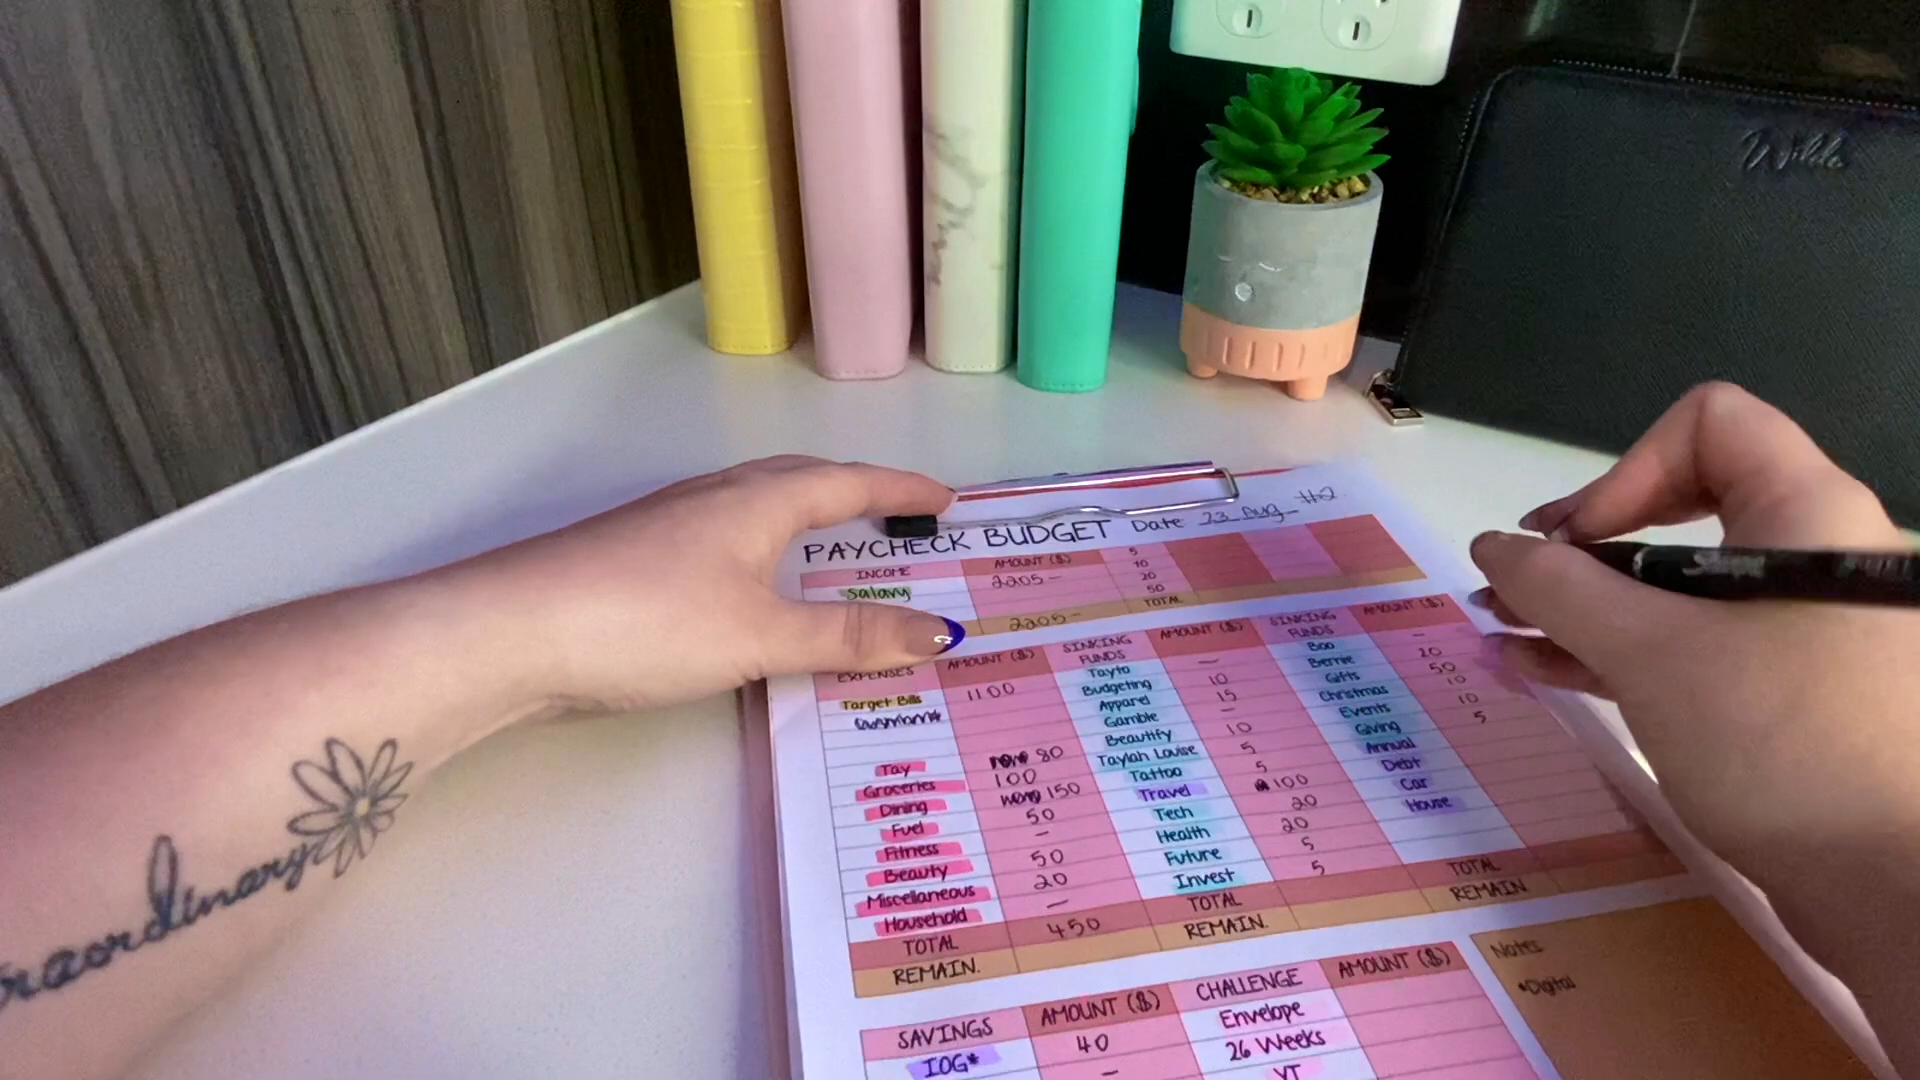 Wilde
PAYCHECK BUDGET Date 23 Aug #2
INCOME AMOUNT ($) 5
Salary 2205- 10
20
50
2205- TOTAL
EXPENSES AMOUNT ($) SINKING FUNDS AMOUNT ($) SINKING FUNDS AMOUNT ($)
Target Bills 1100
Tay 80
Groceries 100
Dining 150
Fuel 50
Fitness -
Beauty 50
Miscellaneous 20
Household -
TOTAL 450
REMAIN.
Tayto -
Budgeting 10
Apparel 15
Gamble -
Beautify 10
Taylah Louise 5
Tattoo 5
Travel 100
Tech 20
Health 20
Future 5
Invest 5
TOTAL
REMAIN.
Boo -
Bernie 20
Gifts 50
Christmas 10
Events 10
Giving 5
Annual
Debt
Car
House
TOTAL
REMAIN
SAVINGS AMOUNT ($) CHALLENGE AMOUNT ($)
IOG* 40 Envelope
- 26 Weeks
YT
Notes
•Digital
raordinary